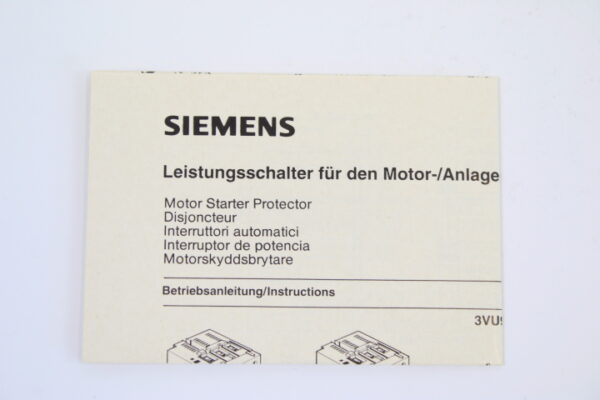 SIEMENS
Leistungsschalter für den Motor-/Anlage
Motor Starter Protector
Disjoncteur
Interruttori automatici
Interruptor de potencia
Motorskyddsbrytare
Betriebsanleitung/Instructions
3VU